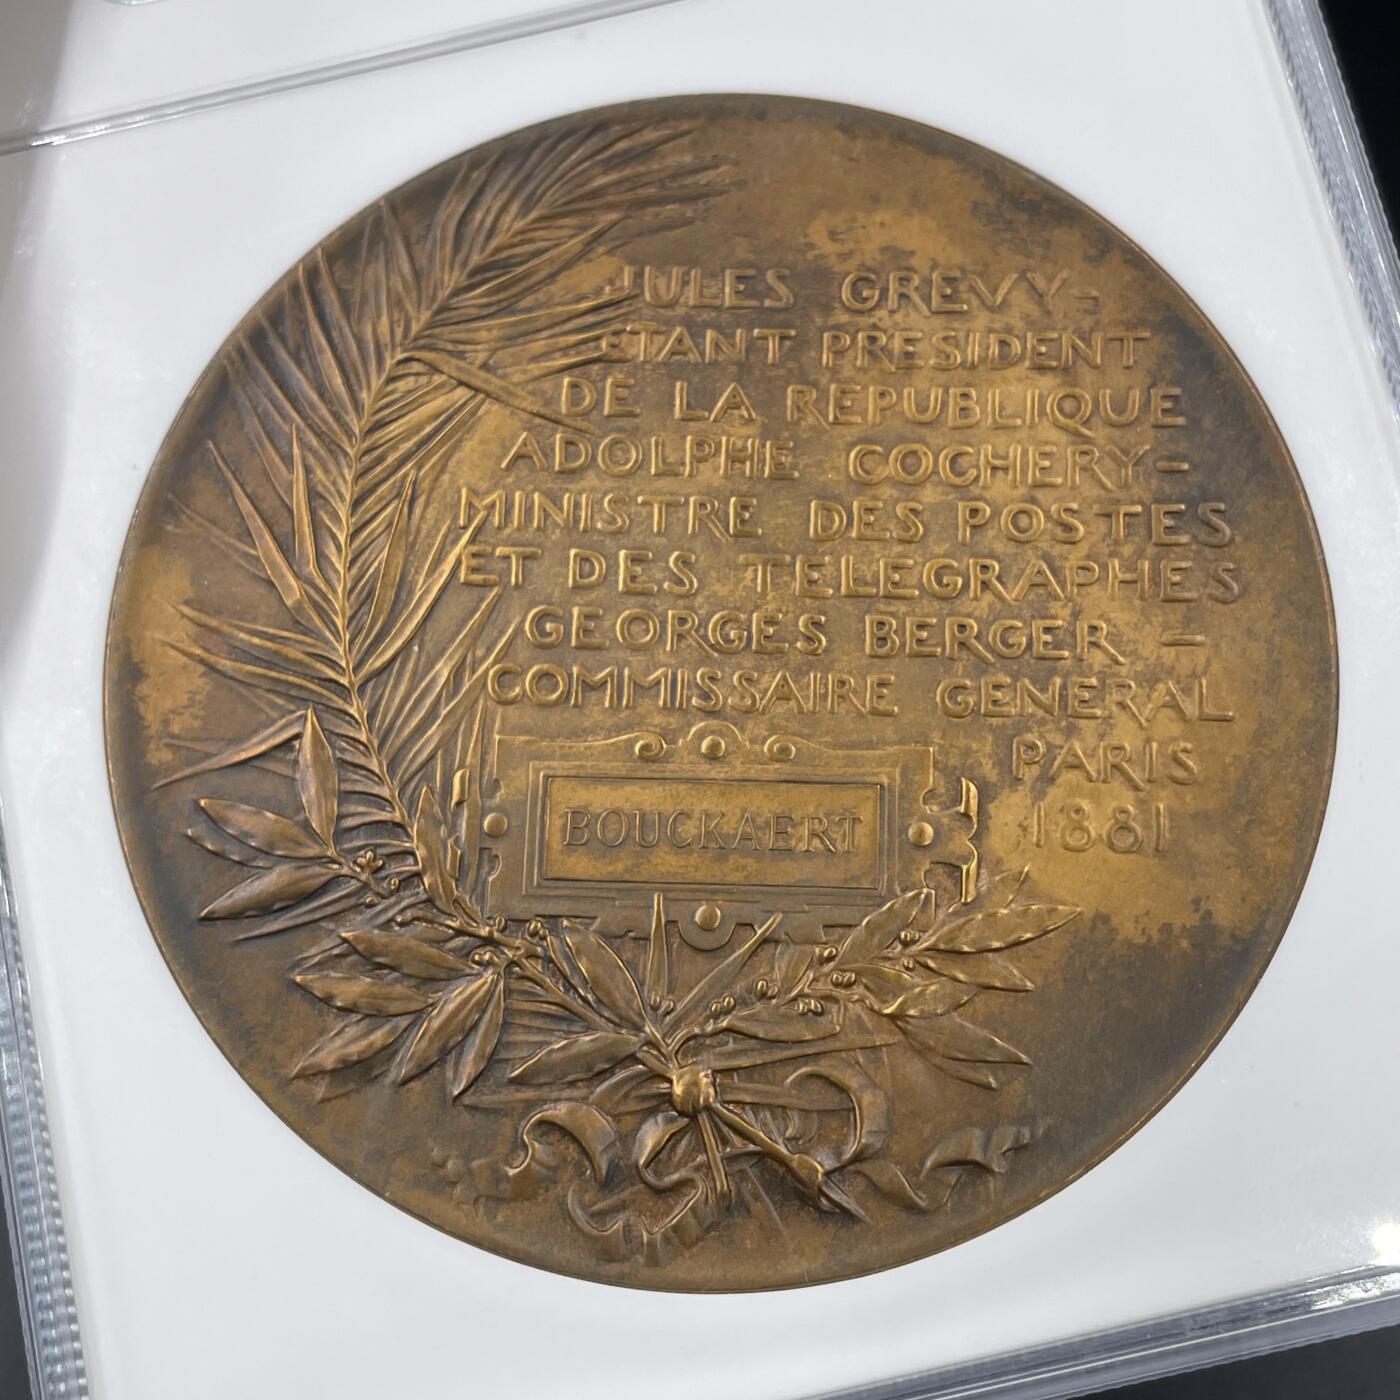 JULES GREVY-
ETANT PRESIDENT
DE LA REPUBLIQUE
ADOLPHE COCHERY-
MINISTRE DES POSTES
ET DES TELEGRAPHES
GEORGES BERGER -
COMMISSAIRE GENERAL
PARIS
1881
BOUCKAERT